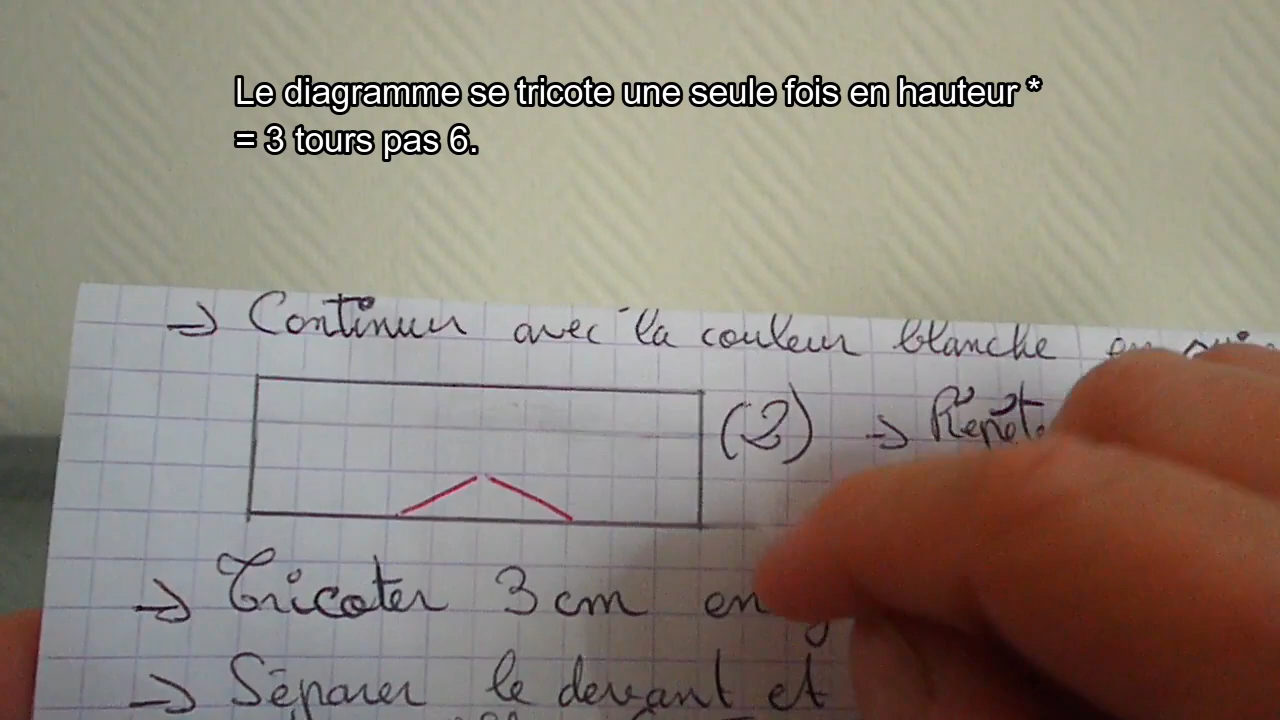 Le diagramme se tricote une seule fois en hauteur *
= 3 tours pas 6.
→ Continuer avec la couleur blanche en
(2) →
→ Tricoter 3 cm en
→ Séparer le devant et